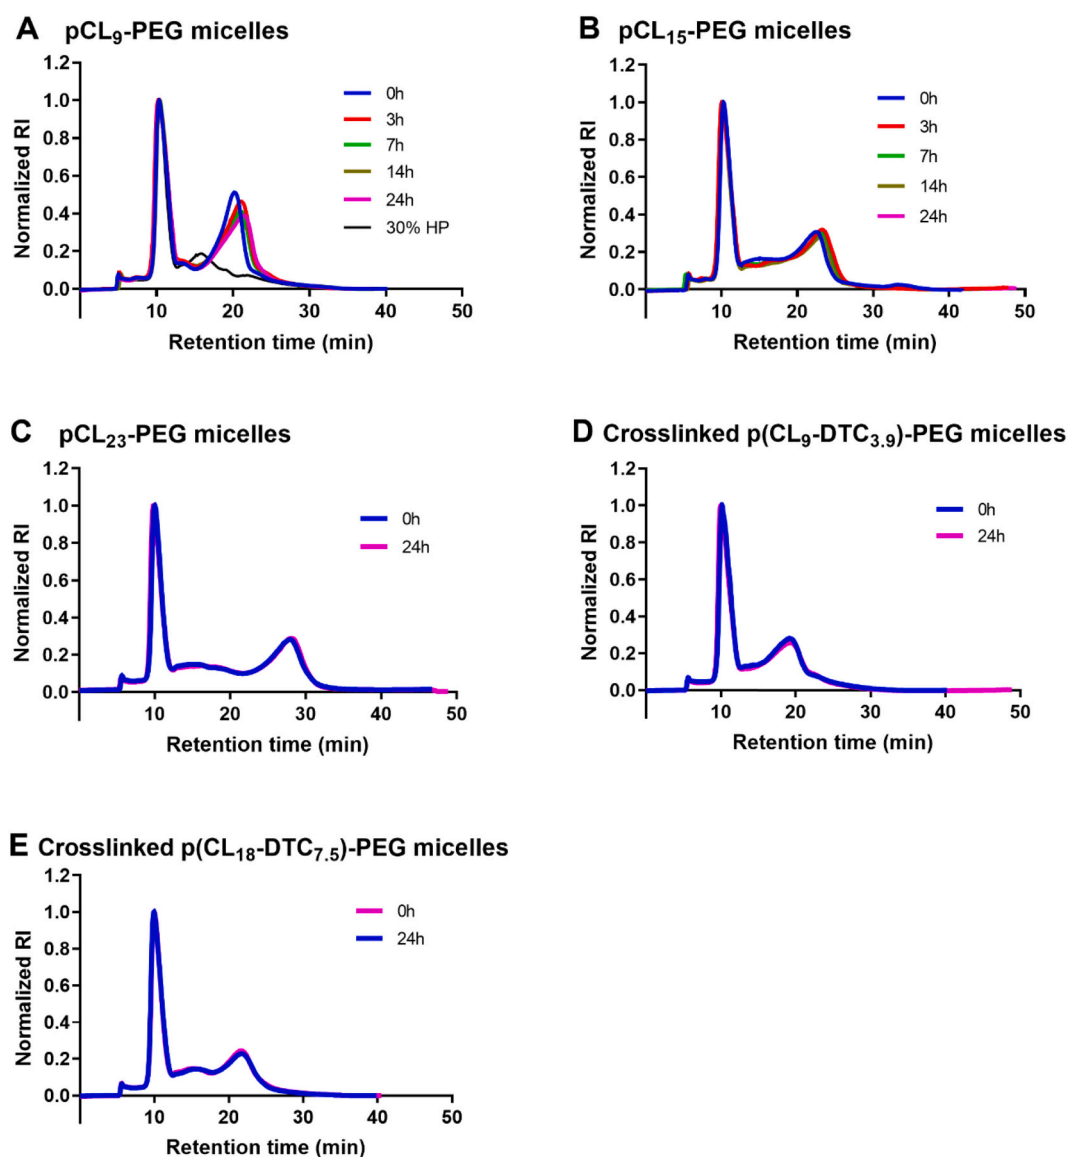 A pCL9-PEG micelles
Normalized RI
1.2
1.0
0.8
0.6
0.4
0.2
0.0
10 20 30 40 50
Retention time (min)
0h
3h
7h
14h
24h
30% HP
B pCL15-PEG micelles
Normalized RI
1.2
1.0
0.8
0.6
0.4
0.2
0.0
10 20 30 40 50
Retention time (min)
0h
3h
7h
14h
24h
C pCL23-PEG micelles
Normalized RI
1.2
1.0
0.8
0.6
0.4
0.2
0.0
10 20 30 40 50
Retention time (min)
0h
24h
D Crosslinked p(CL9-DTC3.9)-PEG micelles
Normalized RI
1.2
1.0
0.8
0.6
0.4
0.2
0.0
10 20 30 40 50
Retention time (min)
0h
24h
E Crosslinked p(CL18-DTC7.5)-PEG micelles
Normalized RI
1.2
1.0
0.8
0.6
0.4
0.2
0.0
10 20 30 40 50
Retention time (min)
0h
24h